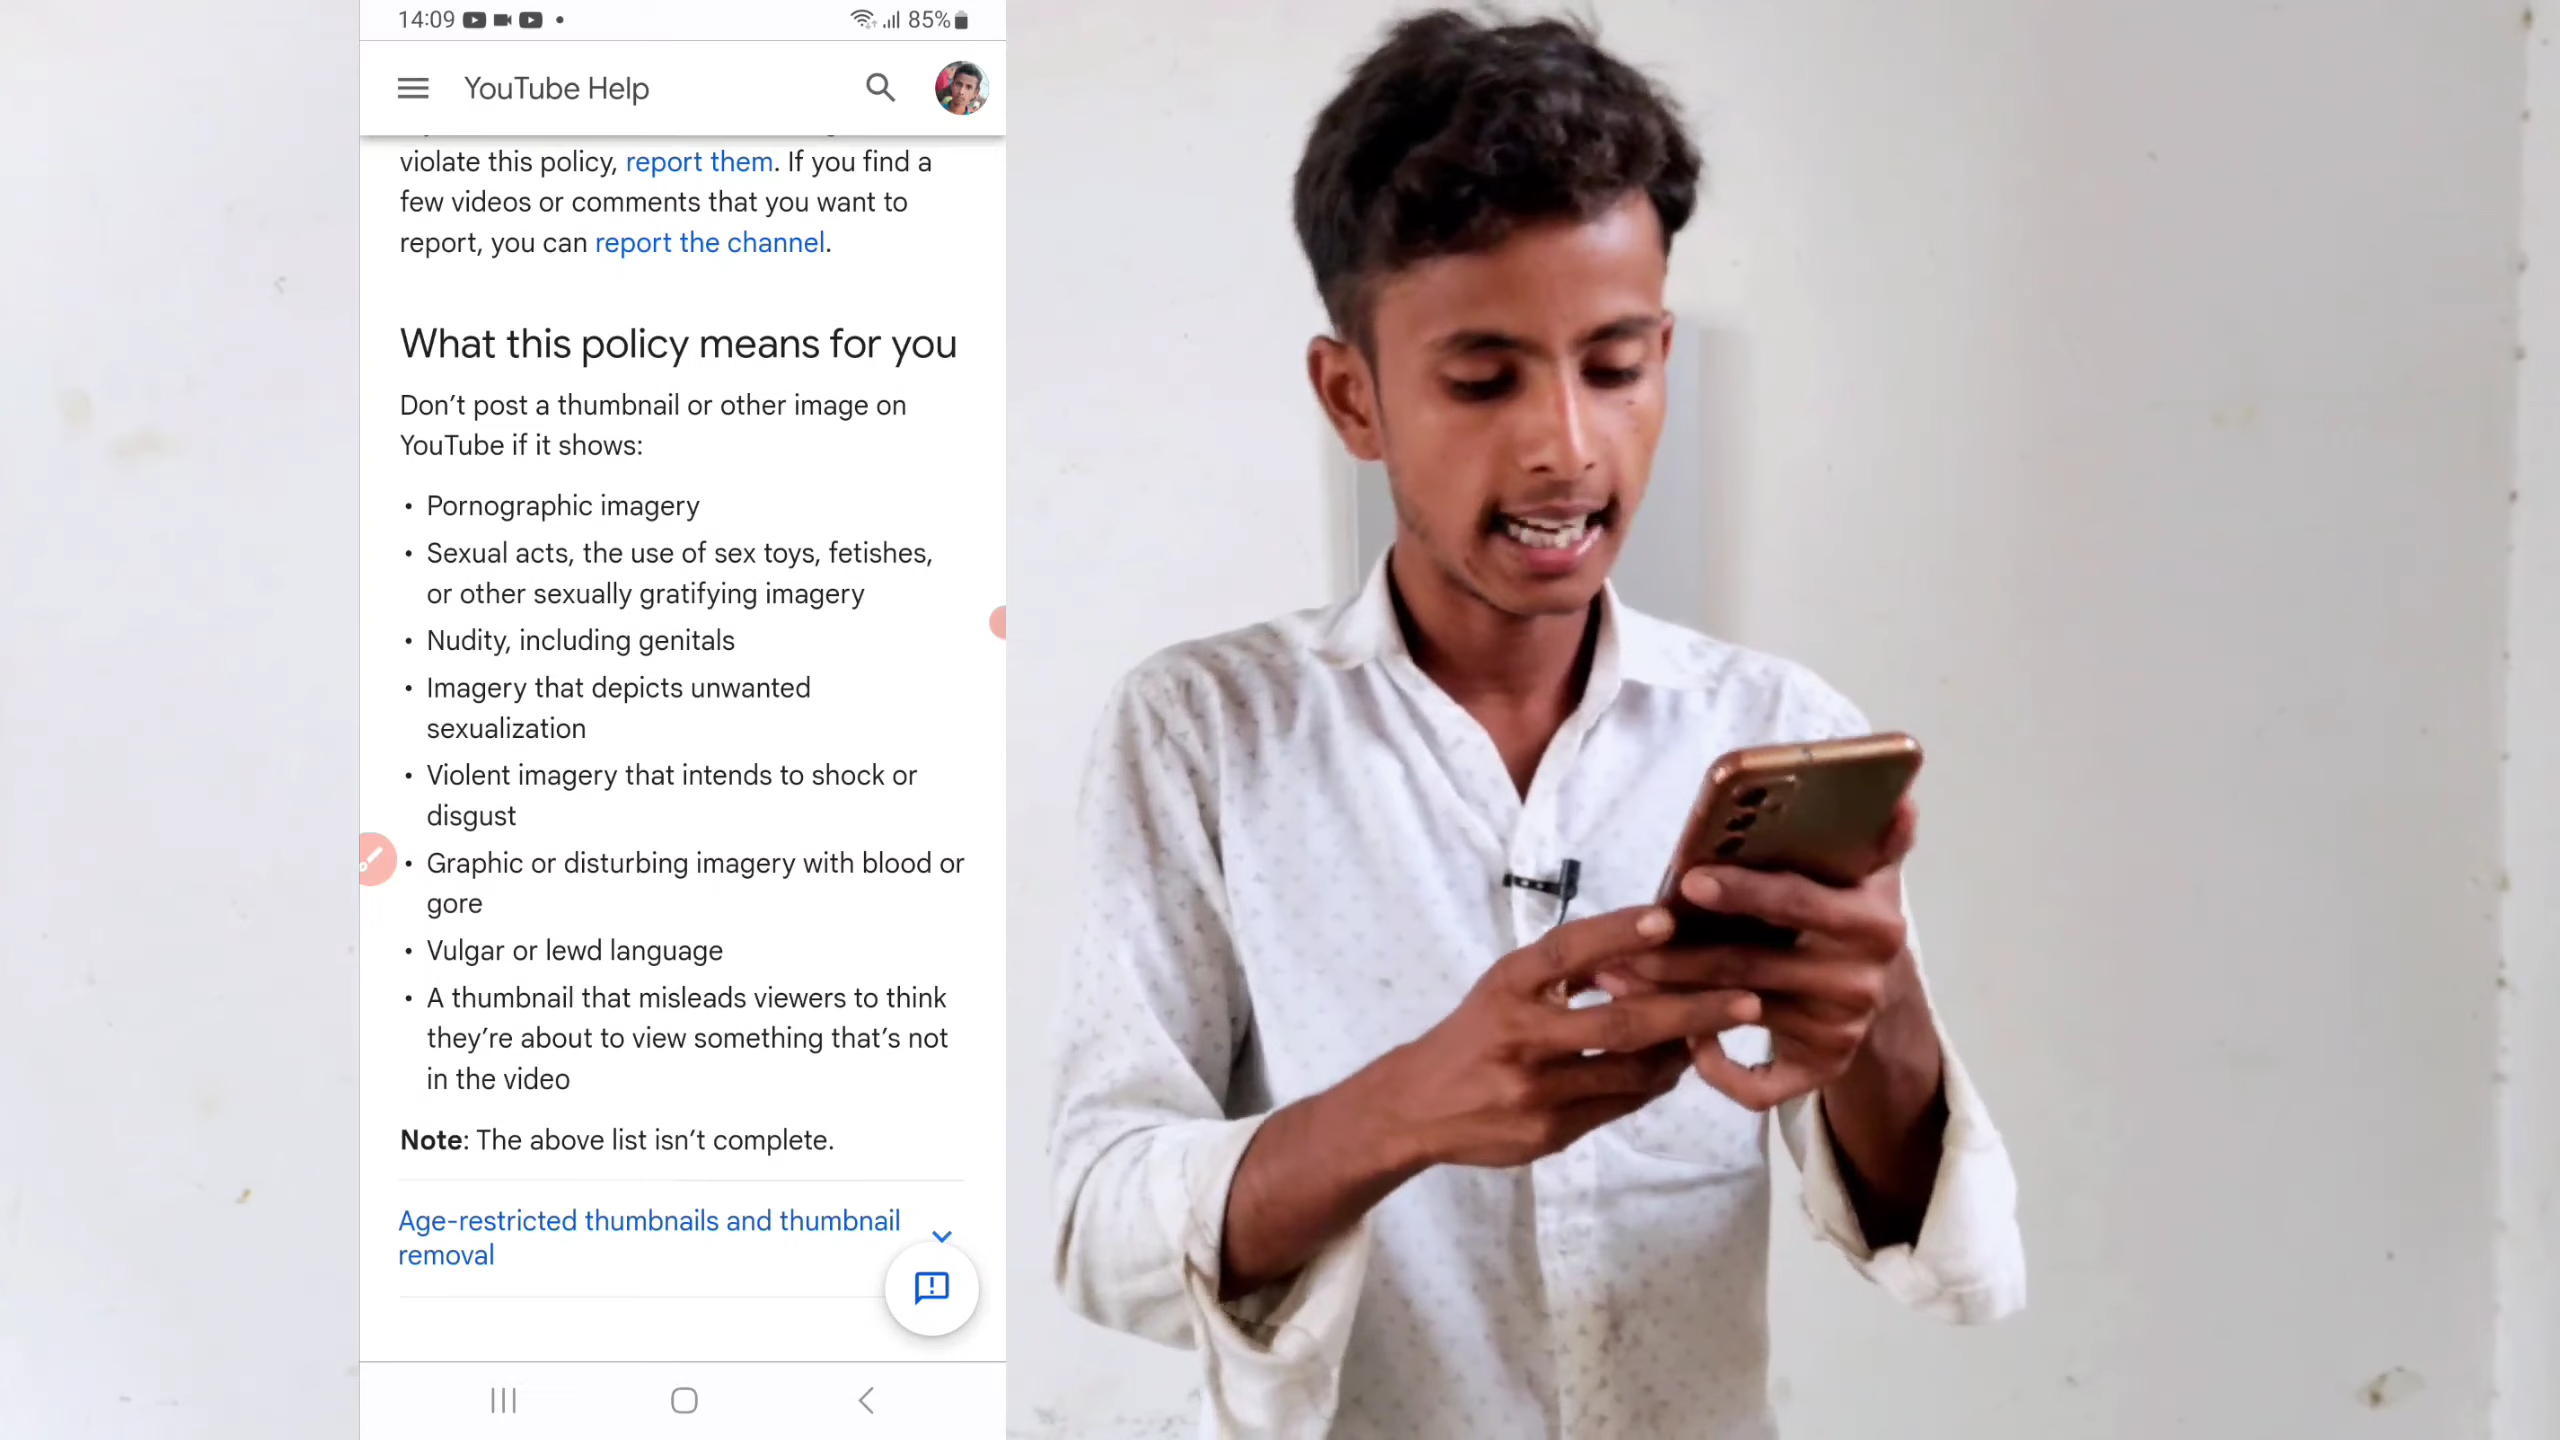 14:09
85%
YouTube Help
violate this policy, report them. If you find a
few videos or comments that you want to
report, you can report the channel.
What this policy means for you
Don’t post a thumbnail or other image on
YouTube if it shows:
• Pornographic imagery
• Sexual acts, the use of sex toys, fetishes,
or other sexually gratifying imagery
• Nudity, including genitals
• Imagery that depicts unwanted
sexualization
• Violent imagery that intends to shock or
disgust
• Graphic or disturbing imagery with blood or
gore
• Vulgar or lewd language
• A thumbnail that misleads viewers to think
they’re about to view something that’s not
in the video
Note: The above list isn’t complete.
Age-restricted thumbnails and thumbnail
removal